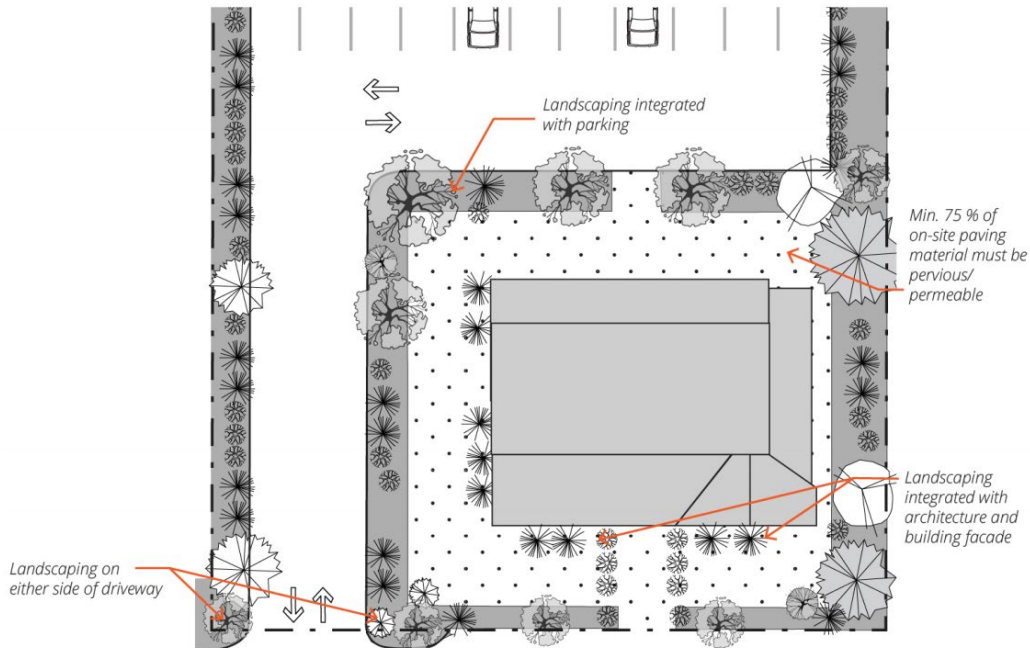 Landscaping integrated
with parking
Min. 75 % of
on-site paving
material must be
pervious/
permeable
Landscaping
integrated with
architecture and
building facade
Landscaping on
either side of driveway